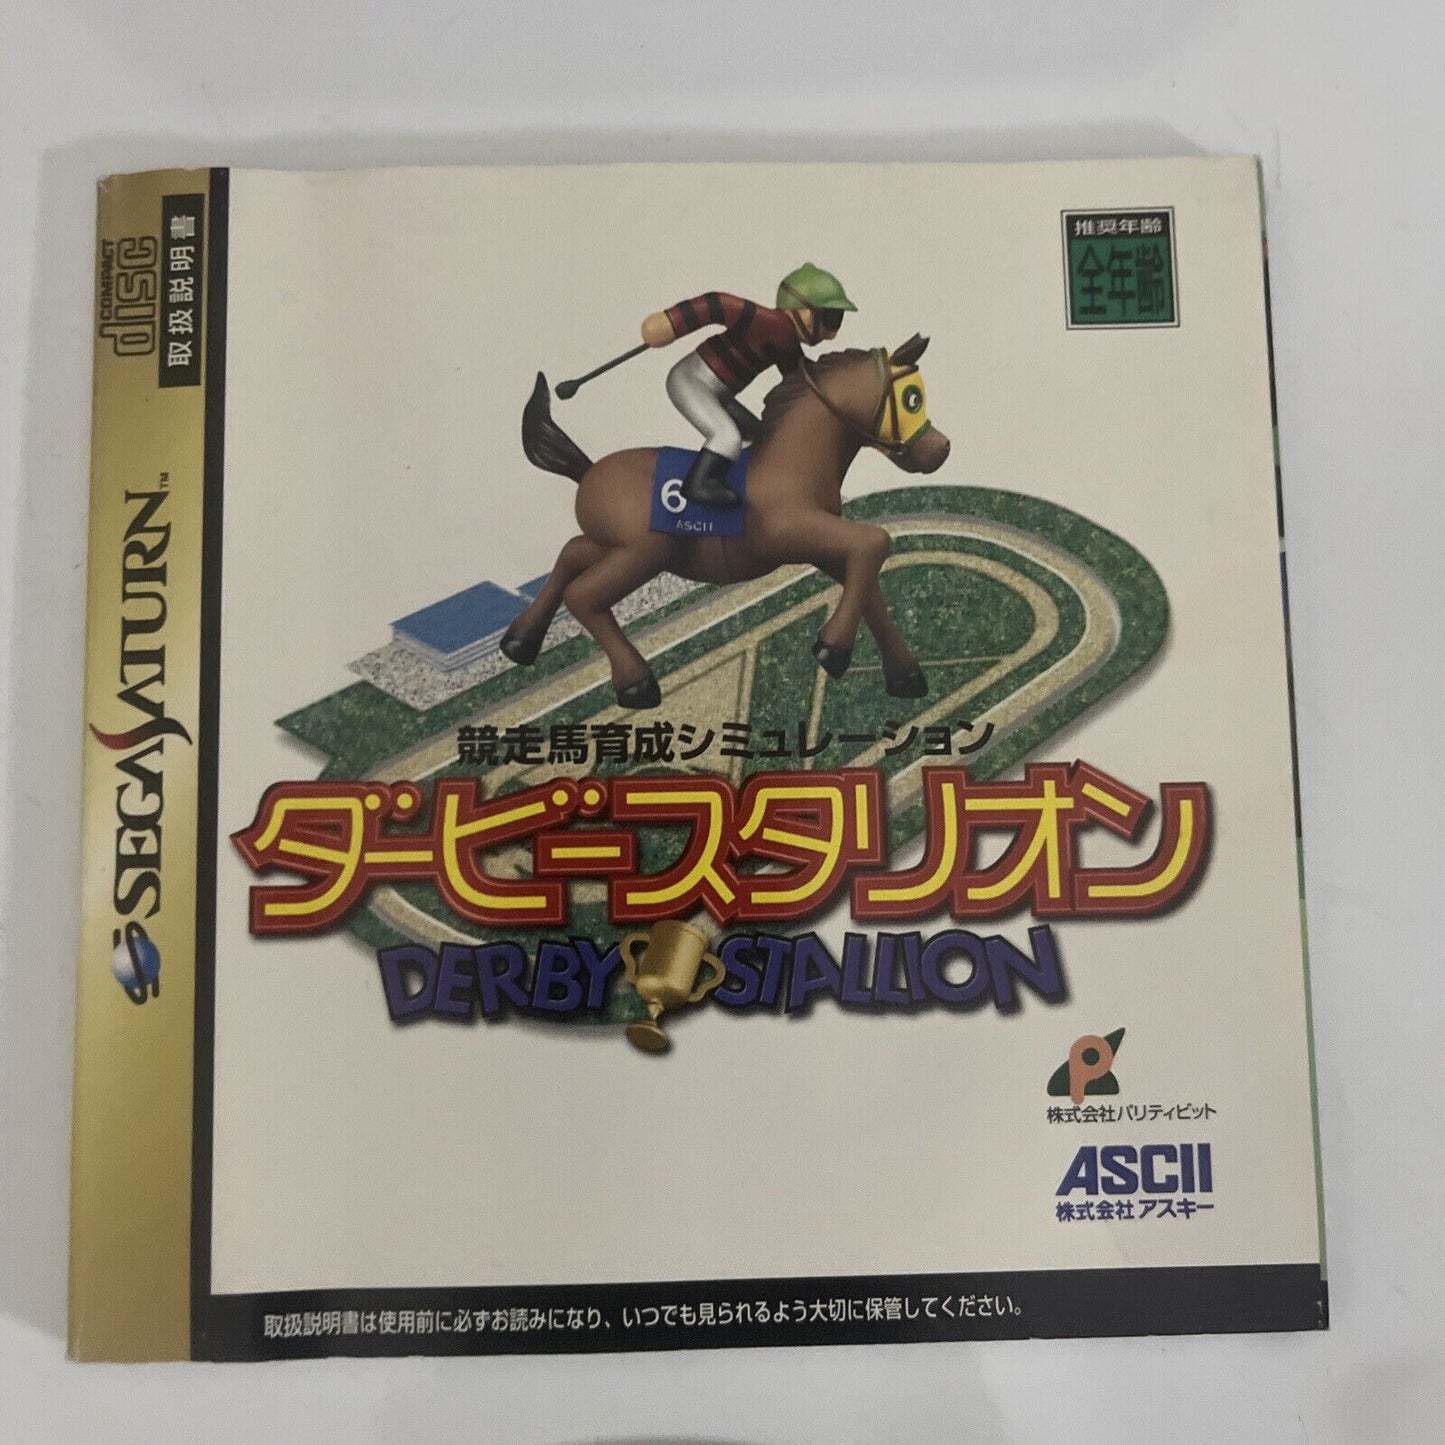 COMPACT
disc
取扱説明書
SEGA SATURN™
推奨年齢
全年齢
6
ASCII
競走馬育成シミュレーション
ダービースタリオン
DERBY STALLION
株式会社パリティビット
ASCII
株式会社アスキー
取扱説明書は使用前に必ずお読みになり、いつでも見られるよう大切に保管してください。